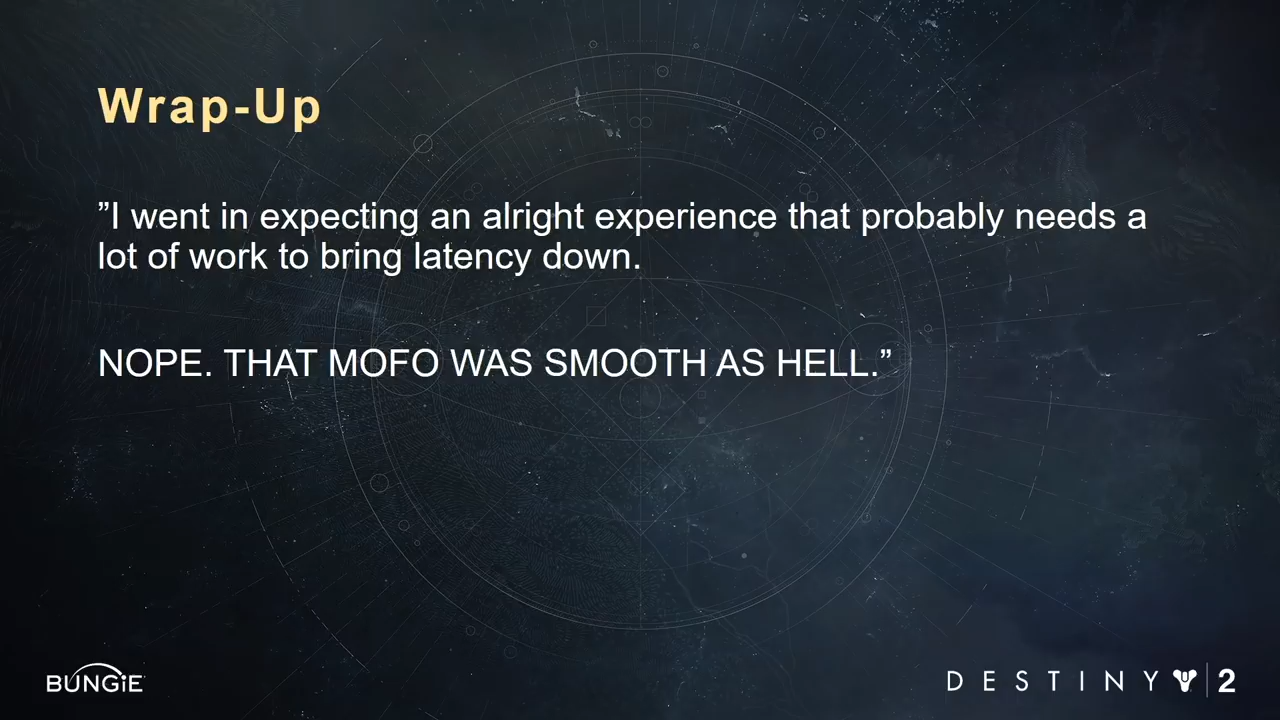 Wrap-Up
”I went in expecting an alright experience that probably needs a
lot of work to bring latency down.
NOPE. THAT MOFO WAS SMOOTH AS HELL.”
BUNGiE
DESTINY 2